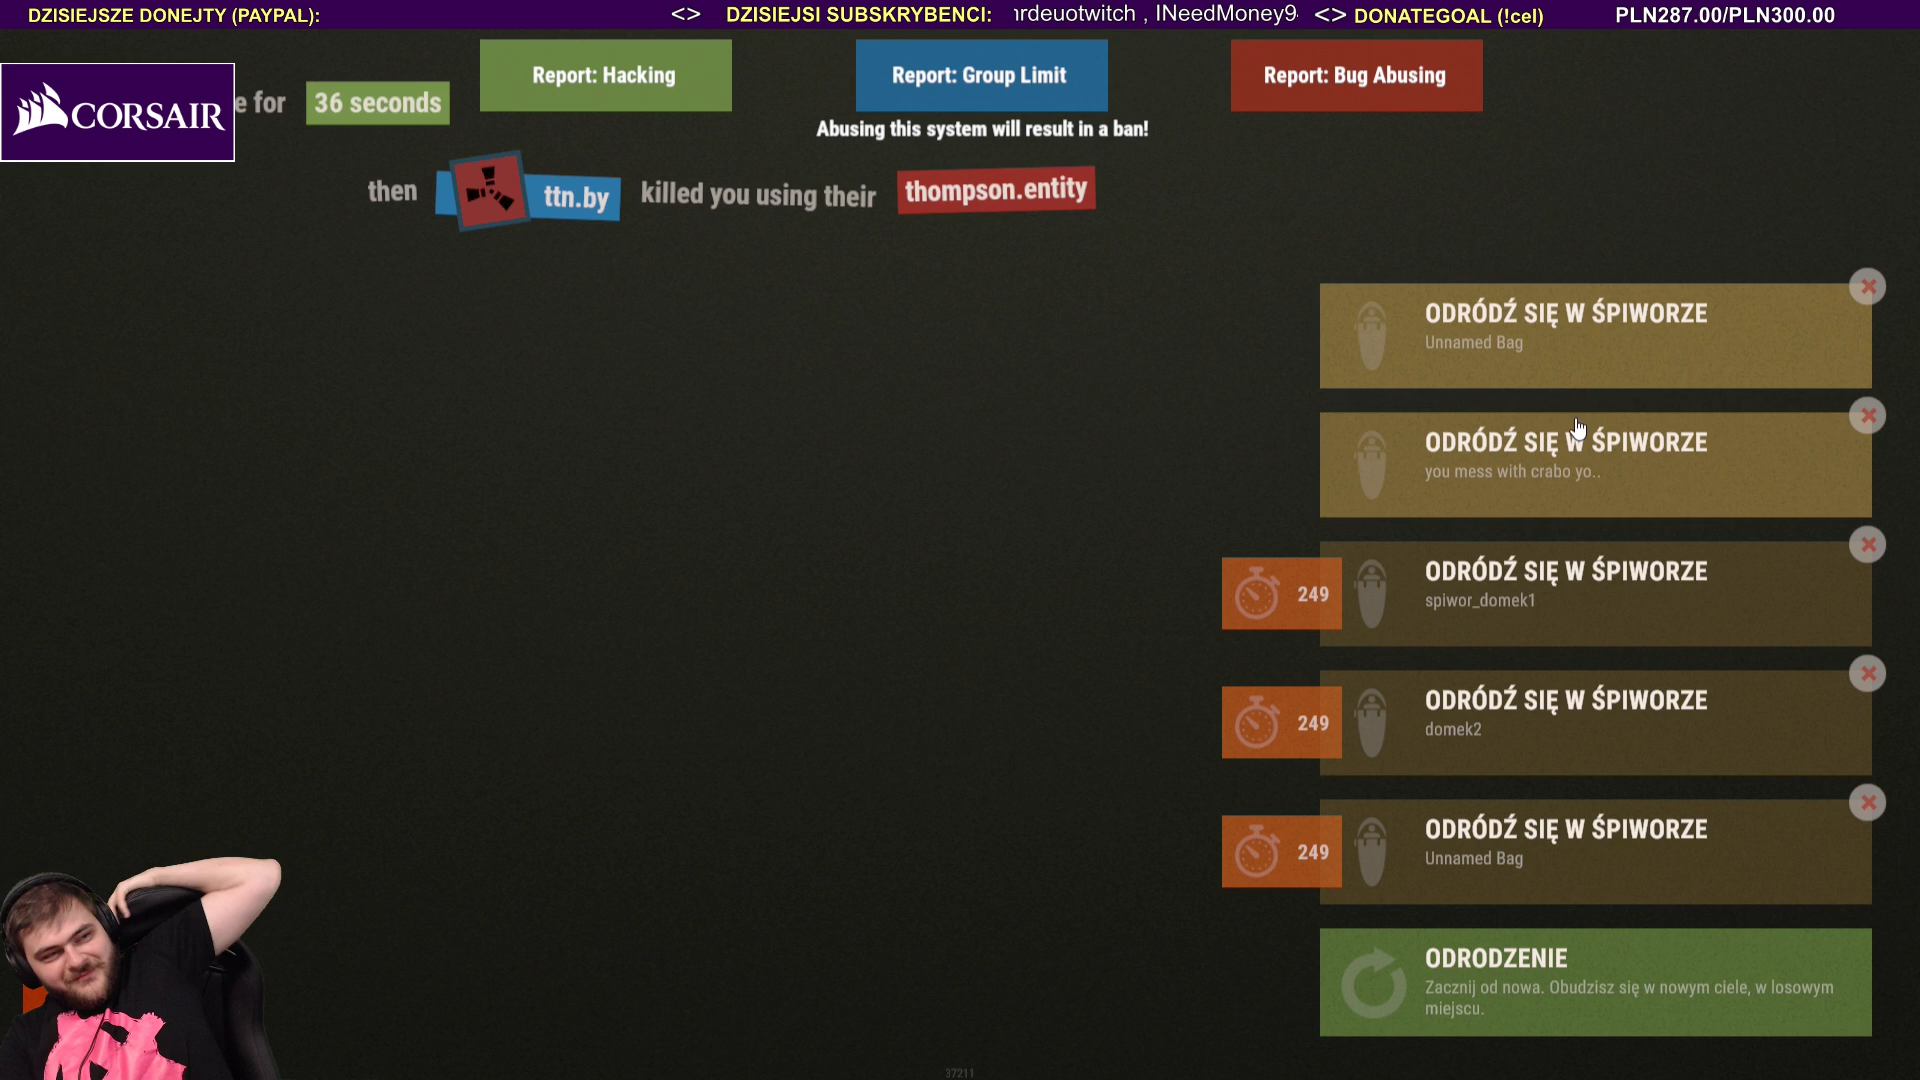 DZISIEJSZE DONEJTY (PAYPAL): <> DZISIEJSI SUBSKRYBENCI: rdeuotwitch , INeedMoney9 <> DONATEGOAL (!cel) PLN287.00/PLN300.00
Report: Hacking
Report: Group Limit
Report: Bug Abusing
CORSAIR
e for 36 seconds
Abusing this system will result in a ban!
then ttn.by killed you using their thompson.entity
ODRÓDŹ SIĘ W ŚPIWORZE
Unnamed Bag
ODRÓDŹ SIĘ W ŚPIWORZE
you mess with crabo yo..
249
ODRÓDŹ SIĘ W ŚPIWORZE
spiwor_domek1
249
ODRÓDŹ SIĘ W ŚPIWORZE
domek2
249
ODRÓDŹ SIĘ W ŚPIWORZE
Unnamed Bag
ODRODZENIE
Zacznij od nowa. Obudzisz się w nowym ciele, w losowym
miejscu.
37211